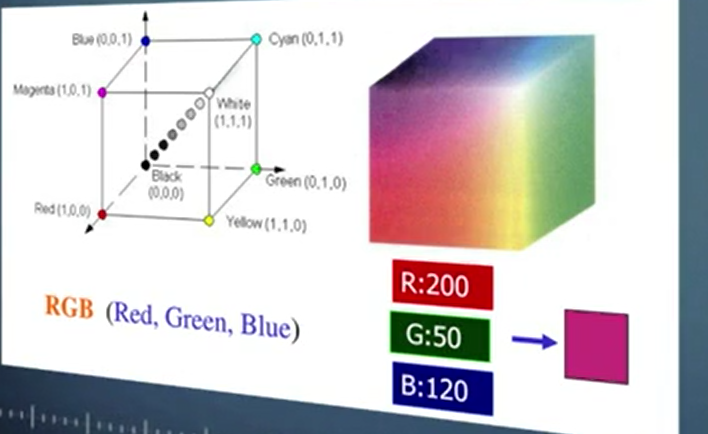 Blue (0,0,1)
Cyan (0,1,1)
Magenta (1,0,1)
White
(1,1,1)
Black
(0,0,0)
Green (0,1,0)
Red (1,0,0)
Yellow (1,1,0)
RGB (Red, Green, Blue)
R:200
G:50
B:120